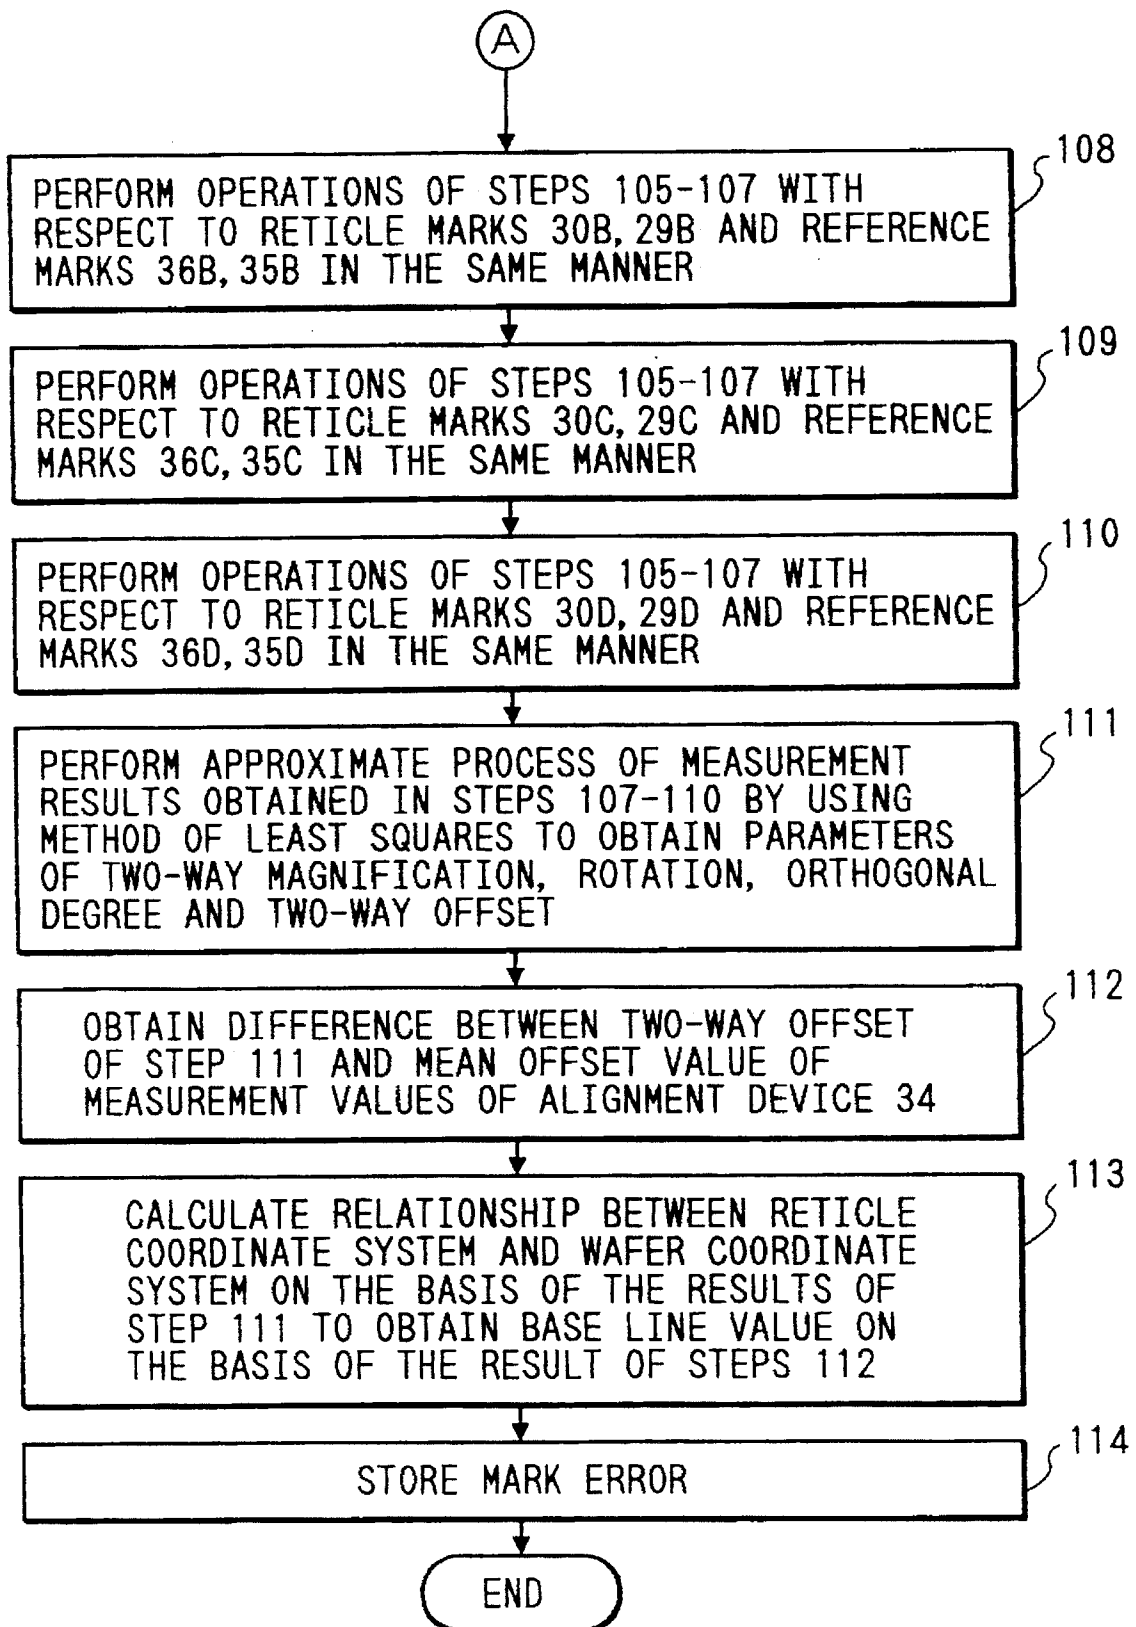 A
108
PERFORM OPERATIONS OF STEPS 105-107 WITH
RESPECT TO RETICLE MARKS 30B, 29B AND REFERENCE
MARKS 36B, 35B IN THE SAME MANNER
109
PERFORM OPERATIONS OF STEPS 105-107 WITH
RESPECT TO RETICLE MARKS 30C, 29C AND REFERENCE
MARKS 36C, 35C IN THE SAME MANNER
110
PERFORM OPERATIONS OF STEPS 105-107 WITH
RESPECT TO RETICLE MARKS 30D, 29D AND REFERENCE
MARKS 36D, 35D IN THE SAME MANNER
111
PERFORM APPROXIMATE PROCESS OF MEASUREMENT
RESULTS OBTAINED IN STEPS 107-110 BY USING
METHOD OF LEAST SQUARES TO OBTAIN PARAMETERS
OF TWO-WAY MAGNIFICATION, ROTATION, ORTHOGONAL
DEGREE AND TWO-WAY OFFSET
112
OBTAIN DIFFERENCE BETWEEN TWO-WAY OFFSET
OF STEP 111 AND MEAN OFFSET VALUE OF
MEASUREMENT VALUES OF ALIGNMENT DEVICE 34
113
CALCULATE RELATIONSHIP BETWEEN RETICLE
COORDINATE SYSTEM AND WAFER COORDINATE
SYSTEM ON THE BASIS OF THE RESULTS OF
STEP 111 TO OBTAIN BASE LINE VALUE ON
THE BASIS OF THE RESULT OF STEPS 112
114
STORE MARK ERROR
END